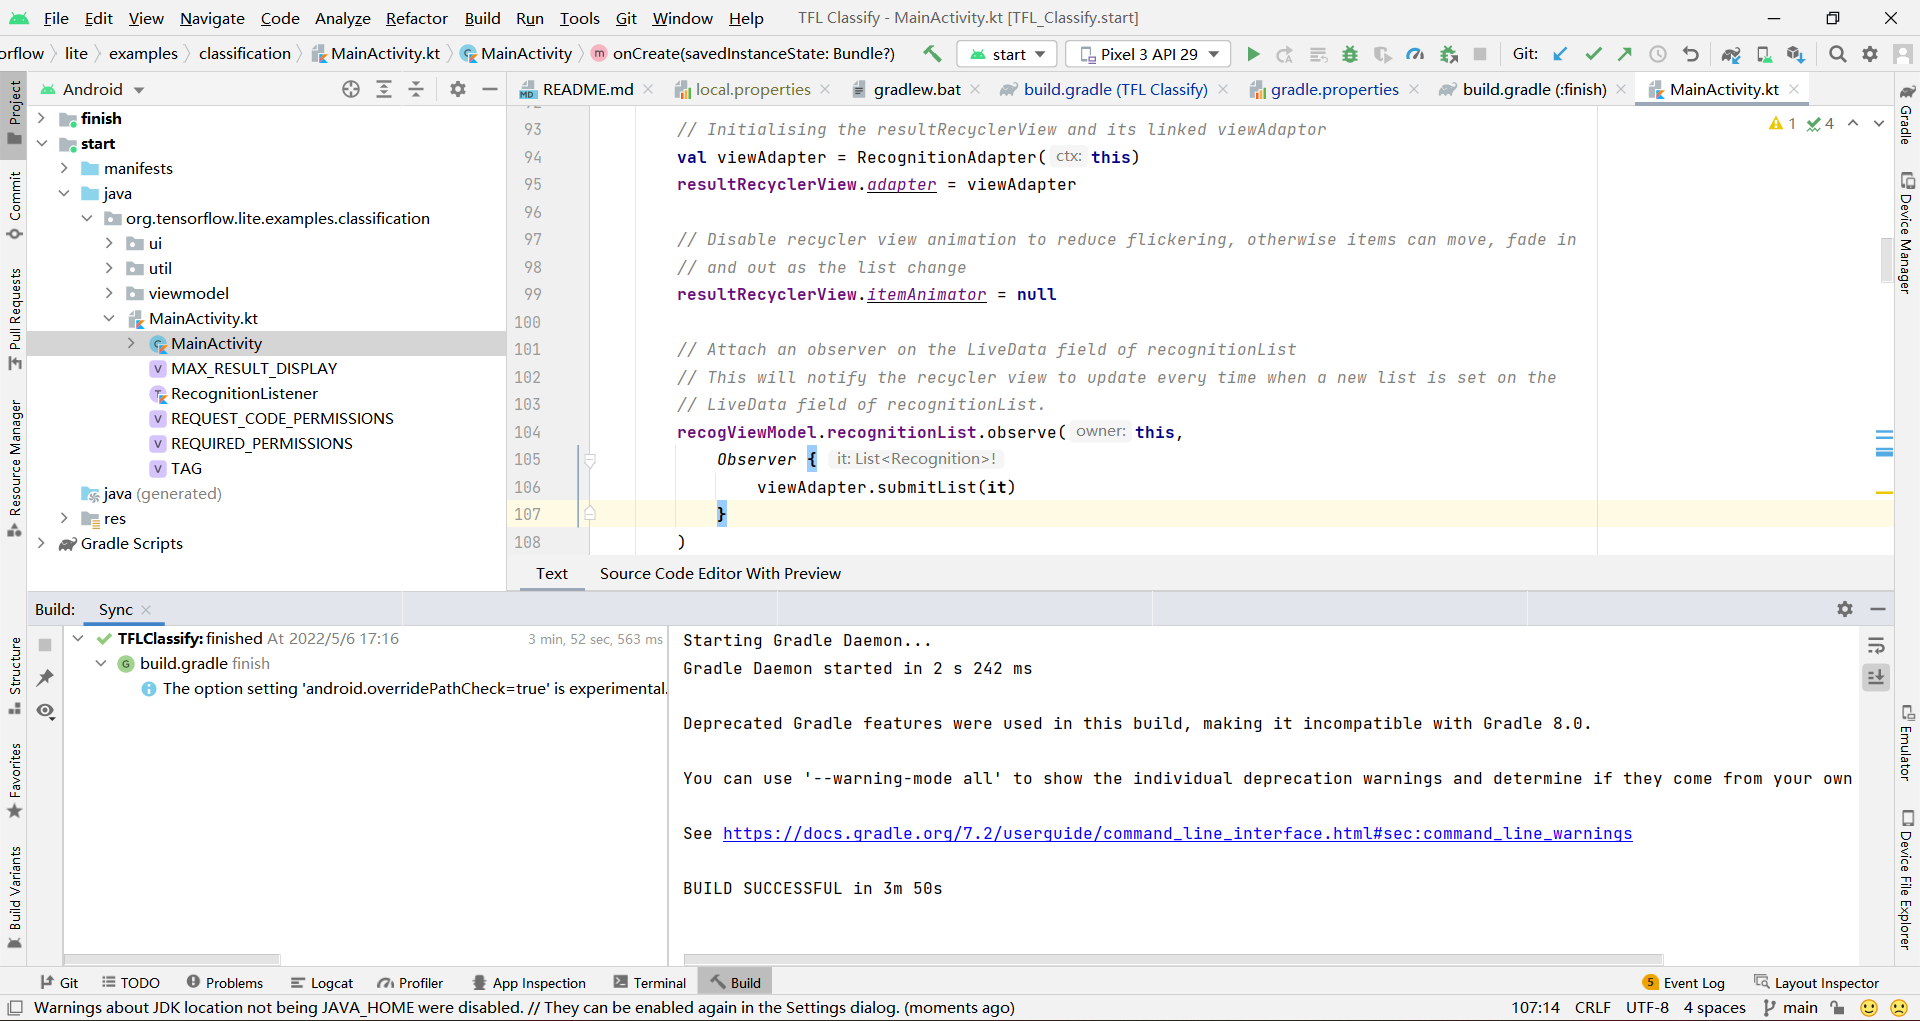 File Edit View Navigate Code Analyze Refactor Build Run Tools Git Window Help TFL Classify - MainActivity.kt [TFL_Classify.start]
orflow lite examples classification MainActivity.kt MainActivity onCreate(savedInstanceState: Bundle?) start Pixel 3 API 29 Git:
Android
README.md local.properties gradlew.bat build.gradle (TFL Classify) gradle.properties build.gradle (:finish) MainActivity.kt
Project
Commit
Pull Requests
Resource Manager
Structure
Favorites
Build Variants
finish
start
manifests
java
org.tensorflow.lite.examples.classification
ui
util
viewmodel
MainActivity.kt
MainActivity
MAX_RESULT_DISPLAY
RecognitionListener
REQUEST_CODE_PERMISSIONS
REQUIRED_PERMISSIONS
TAG
java (generated)
res
Gradle Scripts
1 4
93 // Initialising the resultRecyclerView and its linked viewAdaptor
94 val viewAdapter = RecognitionAdapter( ctx: this)
95 resultRecyclerView.adapter = viewAdapter
96
97 // Disable recycler view animation to reduce flickering, otherwise items can move, fade in
98 // and out as the list change
99 resultRecyclerView.itemAnimator = null
100
101 // Attach an observer on the LiveData field of recognitionList
102 // This will notify the recycler view to update every time when a new list is set on the
103 // LiveData field of recognitionList.
104 recogViewModel.recognitionList.observe( owner: this,
105 Observer { it: List<Recognition>!
106 viewAdapter.submitList(it)
107 }
108 )
Text Source Code Editor With Preview
Gradle
Device Manager
Emulator
Device File Explorer
Build: Sync
TFLClassify: finished At 2022/5/6 17:16 3 min, 52 sec, 563 ms
build.gradle finish
The option setting 'android.overridePathCheck=true' is experimental.
Starting Gradle Daemon...
Gradle Daemon started in 2 s 242 ms
Deprecated Gradle features were used in this build, making it incompatible with Gradle 8.0.
You can use '--warning-mode all' to show the individual deprecation warnings and determine if they come from your own
See https://docs.gradle.org/7.2/userguide/command_line_interface.html#sec:command_line_warnings
BUILD SUCCESSFUL in 3m 50s
Git TODO Problems Logcat Profiler App Inspection Terminal Build 5 Event Log Layout Inspector
Warnings about JDK location not being JAVA_HOME were disabled. // They can be enabled again in the Settings dialog. (moments ago) 107:14 CRLF UTF-8 4 spaces main